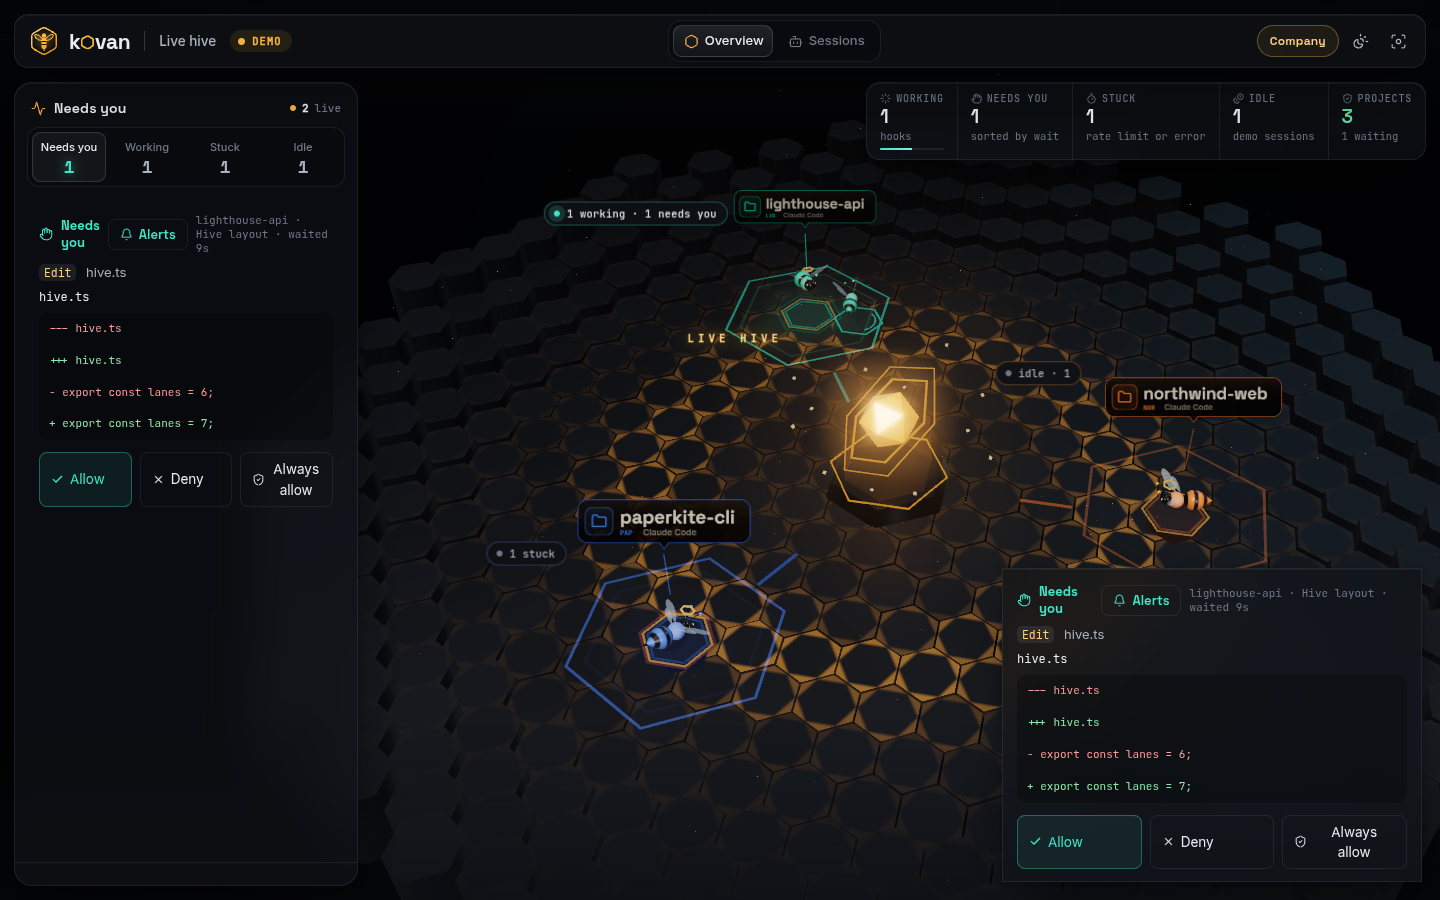 kovan
Live hive
DEMO
Overview
Sessions
Company
Needs you
2 live
Needs you
1
Working
1
Stuck
1
Idle
1
Needs you
Alerts
lighthouse-api ·
Hive layout · waited
9s
Edit hive.ts
hive.ts
--- hive.ts
+++ hive.ts
- export const lanes = 6;
+ export const lanes = 7;
Allow
Deny
Always
allow
WORKING
1
hooks
NEEDS YOU
1
sorted by wait
STUCK
1
rate limit or error
IDLE
1
demo sessions
PROJECTS
3
1 waiting
1 working · 1 needs you
lighthouse-api
LIG Claude Code
LIVE HIVE
idle · 1
northwind-web
NOR Claude Code
paperkite-cli
PAP Claude Code
1 stuck
Needs
you
Alerts
lighthouse-api · Hive layout ·
waited 9s
Edit hive.ts
hive.ts
--- hive.ts
+++ hive.ts
- export const lanes = 6;
+ export const lanes = 7;
Allow
Deny
Always
allow